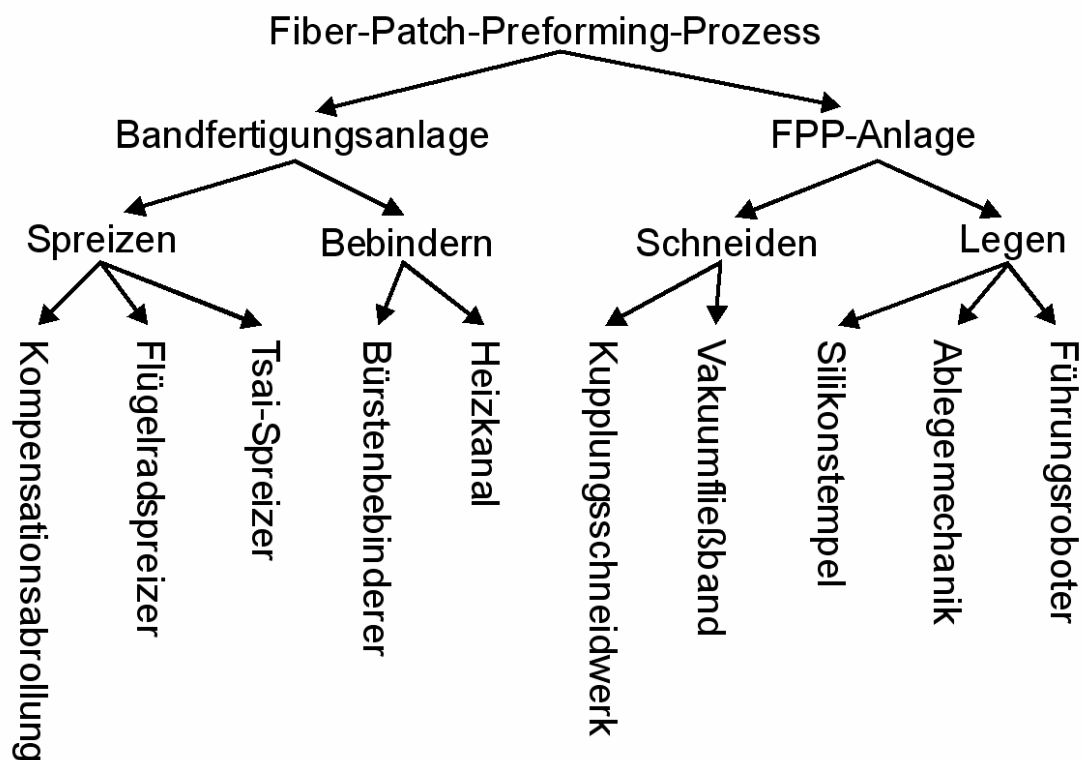 Fiber-Patch-Preforming-Prozess
Bandfertigungsanlage
FPP-Anlage
Spreizen
Bebindern
Schneiden
Legen
Kompensationsabrollung
Flügelradspreizer
Tsai-Spreizer
Bürstenbebinderer
Heizkanal
Kupplungsschneidwerk
Vakuumfließband
Silikonstempel
Ablegemechanik
Führungsroboter